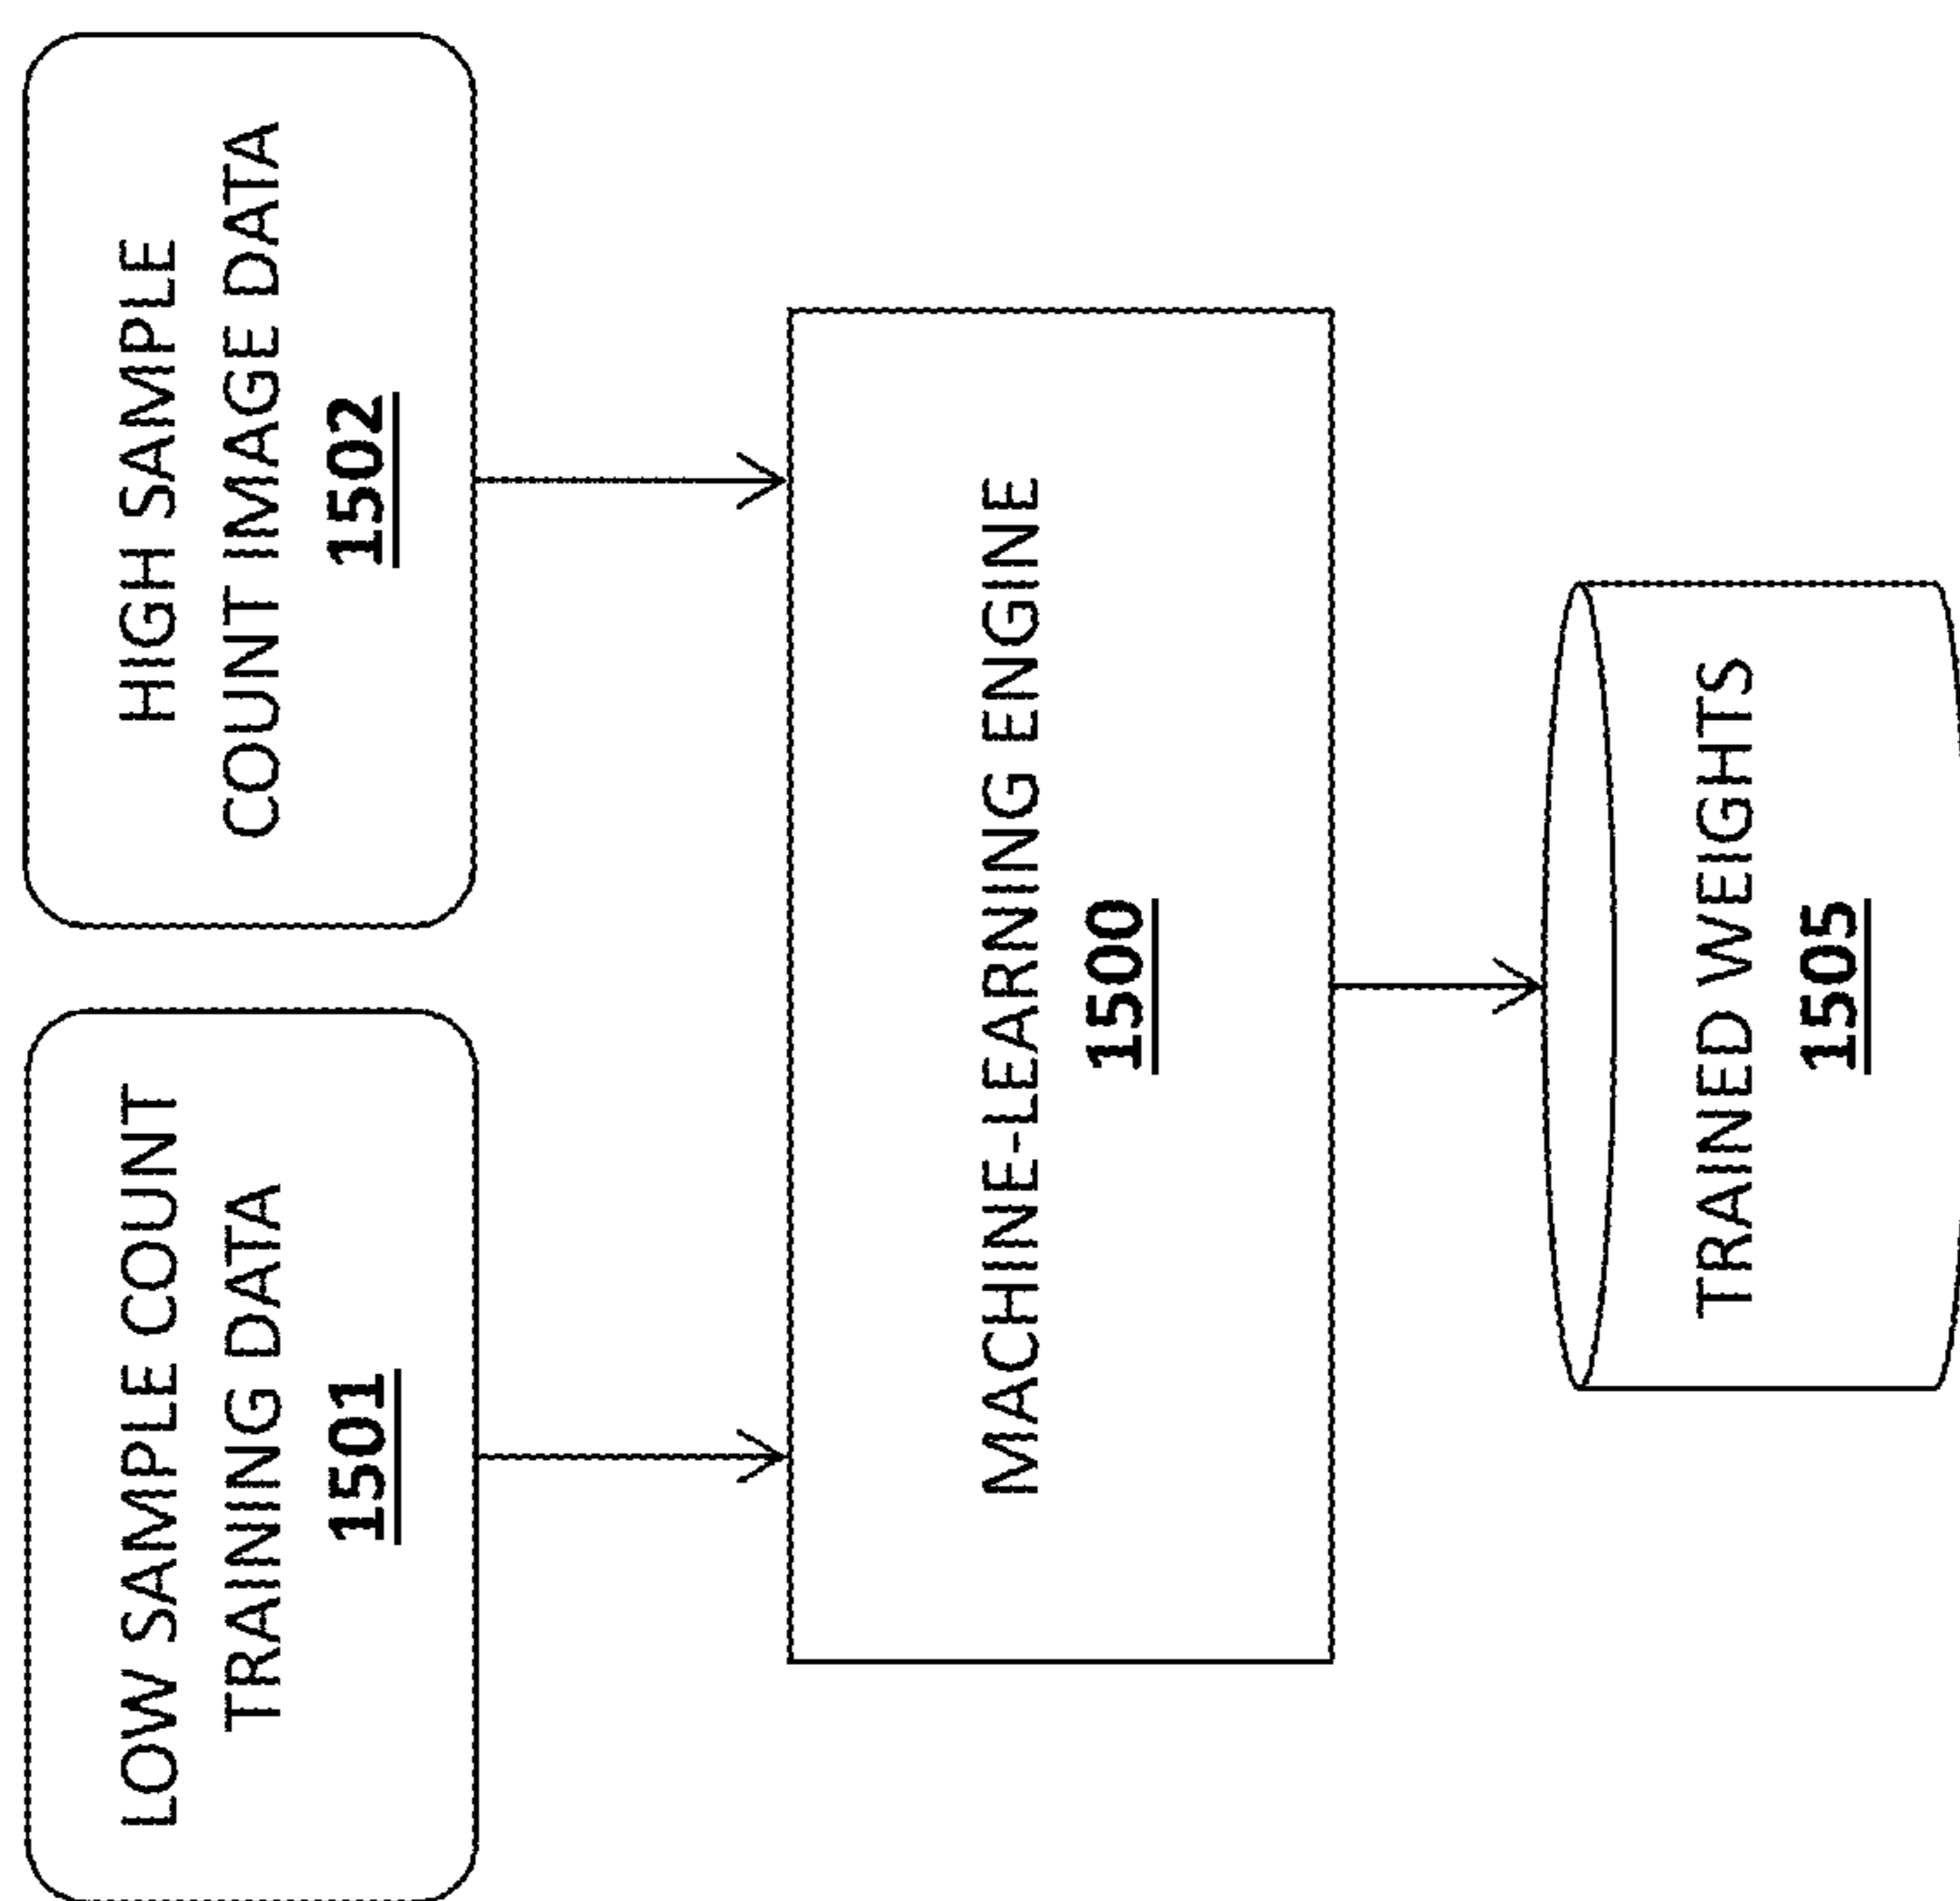 LOW SAMPLE COUNT
TRAINING DATA
1501
HIGH SAMPLE
COUNT IMAGE DATA
1502
MACHINE-LEARNING ENGINE
1500
TRAINED WEIGHTS
1505